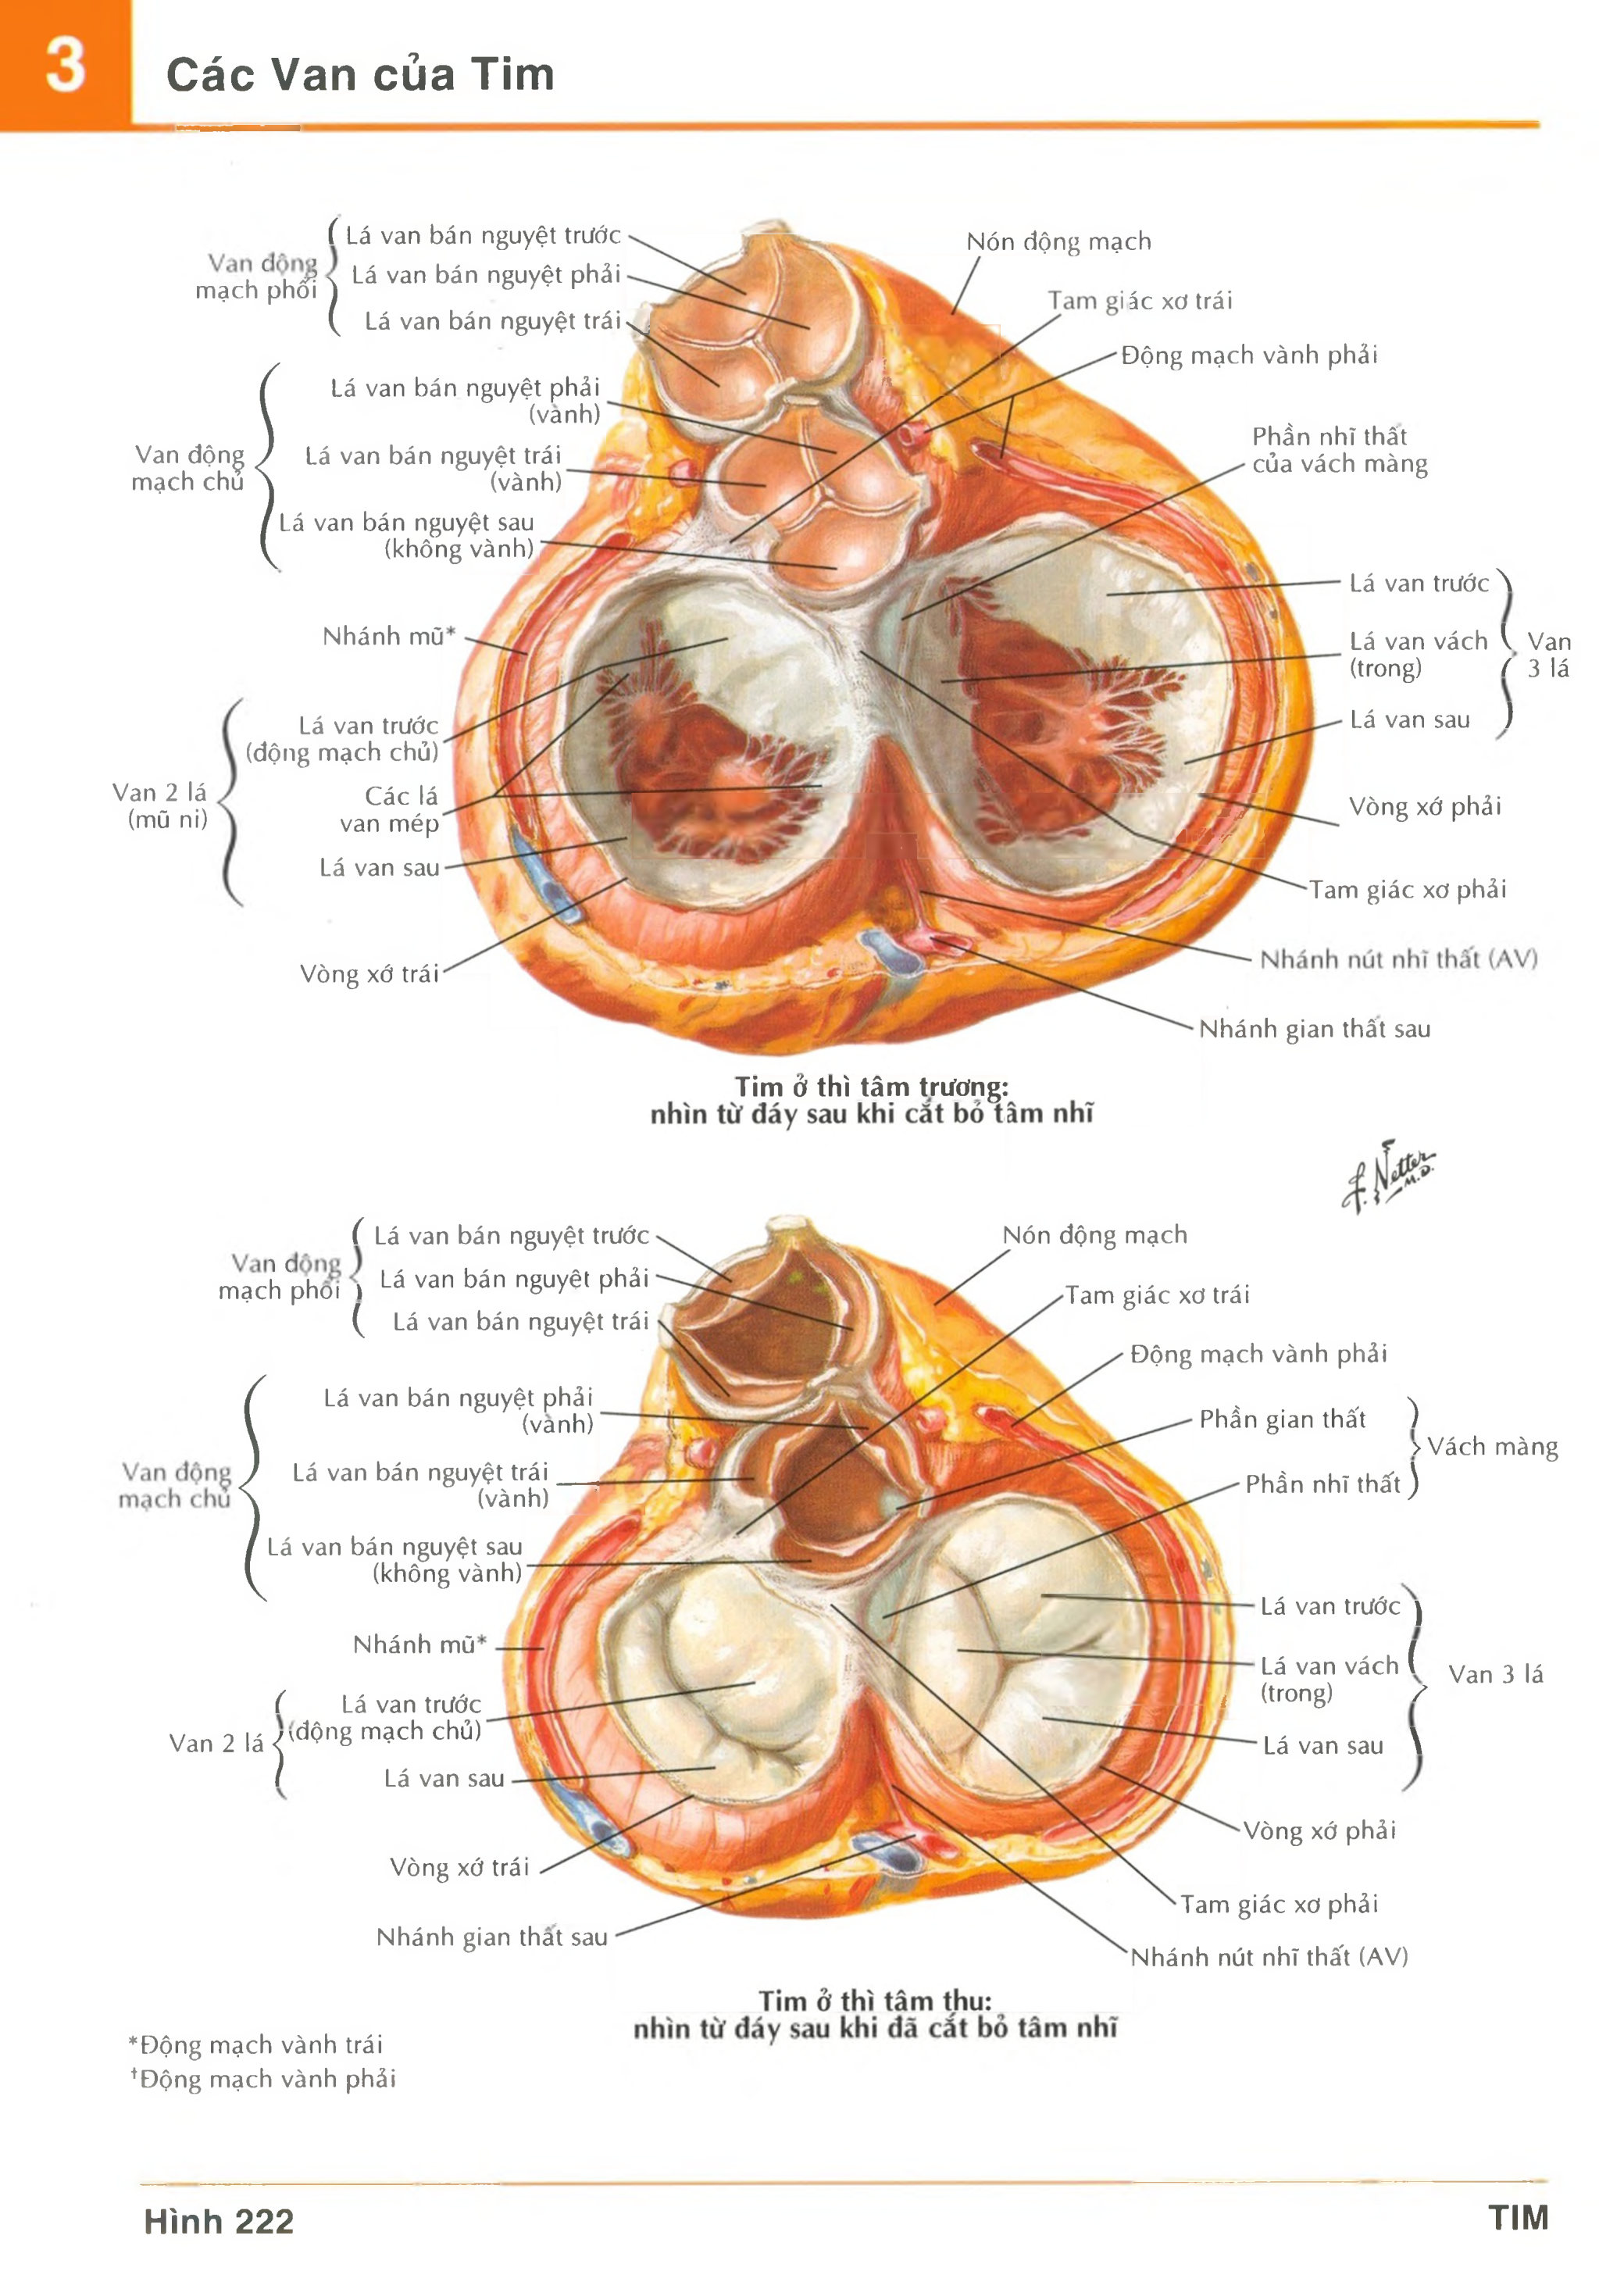 3
Các Van của Tim
Lá van bán nguyệt trước
Van động
mạch phổi
Lá van bán nguyệt phải
Lá van bán nguyệt trái
Lá van bán nguyệt phải
(vành)
Van động
mạch chủ
Lá van bán nguyệt trái
(vành)
Lá van bán nguyệt sau
(không vành)
Nhánh mũ*
Lá van trước
(động mạch chủ)
Van 2 lá
(mũ ni)
Các lá
van mép
Lá van sau
Vòng xớ trái
Nón động mạch
Tam giác xơ trái
Động mạch vành phải
Phần nhĩ thất
của vách màng
Lá van trước
Lá van vách
(trong)
Van
3 lá
Lá van sau
Vòng xớ phải
Tam giác xơ phải
Nhánh nút nhĩ thất (AV)
Nhánh gian thất sau
Tim ở thì tâm trương:
nhìn từ đáy sau khi cắt bỏ tâm nhĩ
F. Netter
M.D.
Lá van bán nguyệt trước
Van động
mạch phổi
Lá van bán nguyệt phải
Lá van bán nguyệt trái
Lá van bán nguyệt phải
(vành)
Van động
mạch chủ
Lá van bán nguyệt trái
(vành)
Lá van bán nguyệt sau
(không vành)
Nhánh mũ*
Lá van trước
(động mạch chủ)
Van 2 lá
Lá van sau
Vòng xớ trái
Nhánh gian thất sau
Nón động mạch
Tam giác xơ trái
Động mạch vành phải
Phần gian thất
Vách màng
Phần nhĩ thất
Lá van trước
Lá van vách
(trong)
Van 3 lá
Lá van sau
Vòng xớ phải
Tam giác xơ phải
Nhánh nút nhĩ thất (AV)
Tim ở thì tâm thu:
nhìn từ đáy sau khi đã cắt bỏ tâm nhĩ
*Động mạch vành trái
†Động mạch vành phải
Hình 222
TIM